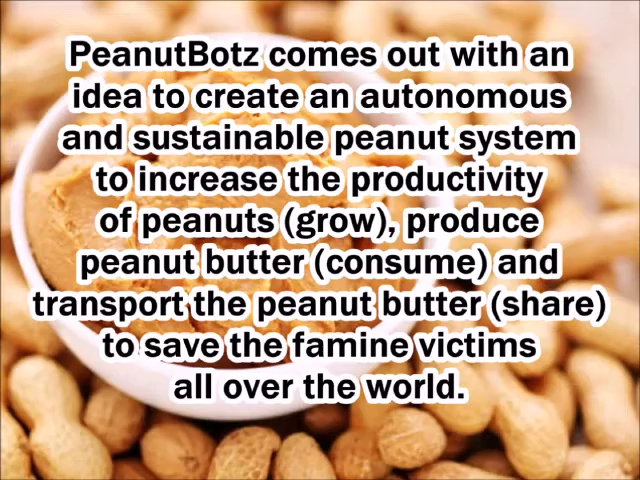 PeanutBotz comes out with an
idea to create an autonomous
and sustainable peanut system
to increase the productivity
of peanuts (grow), produce
peanut butter (consume) and
transport the peanut butter (share)
to save the famine victims
all over the world.